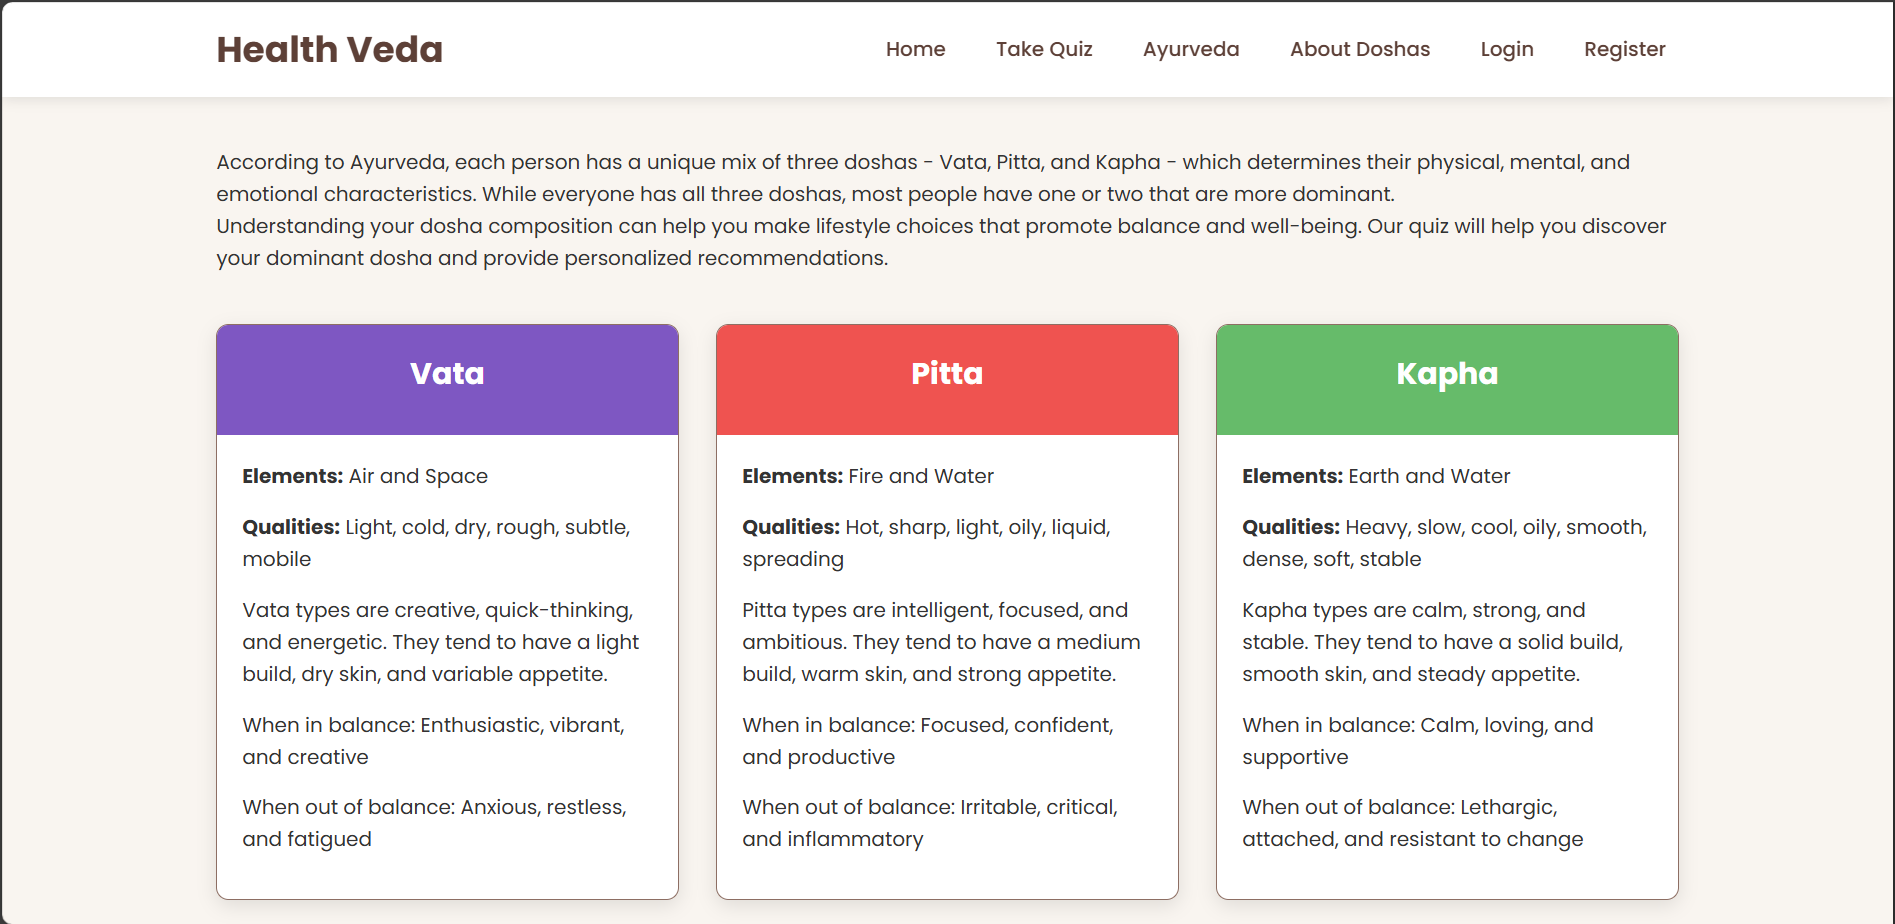 Health Veda
Home
Take Quiz
Ayurveda
About Doshas
Login
Register
According to Ayurveda, each person has a unique mix of three doshas - Vata, Pitta, and Kapha - which determines their physical, mental, and
emotional characteristics. While everyone has all three doshas, most people have one or two that are more dominant.
Understanding your dosha composition can help you make lifestyle choices that promote balance and well-being. Our quiz will help you discover
your dominant dosha and provide personalized recommendations.
Vata
Elements: Air and Space
Qualities: Light, cold, dry, rough, subtle,
mobile
Vata types are creative, quick-thinking,
and energetic. They tend to have a light
build, dry skin, and variable appetite.
When in balance: Enthusiastic, vibrant,
and creative
When out of balance: Anxious, restless,
and fatigued
Pitta
Elements: Fire and Water
Qualities: Hot, sharp, light, oily, liquid,
spreading
Pitta types are intelligent, focused, and
ambitious. They tend to have a medium
build, warm skin, and strong appetite.
When in balance: Focused, confident,
and productive
When out of balance: Irritable, critical,
and inflammatory
Kapha
Elements: Earth and Water
Qualities: Heavy, slow, cool, oily, smooth,
dense, soft, stable
Kapha types are calm, strong, and
stable. They tend to have a solid build,
smooth skin, and steady appetite.
When in balance: Calm, loving, and
supportive
When out of balance: Lethargic,
attached, and resistant to change